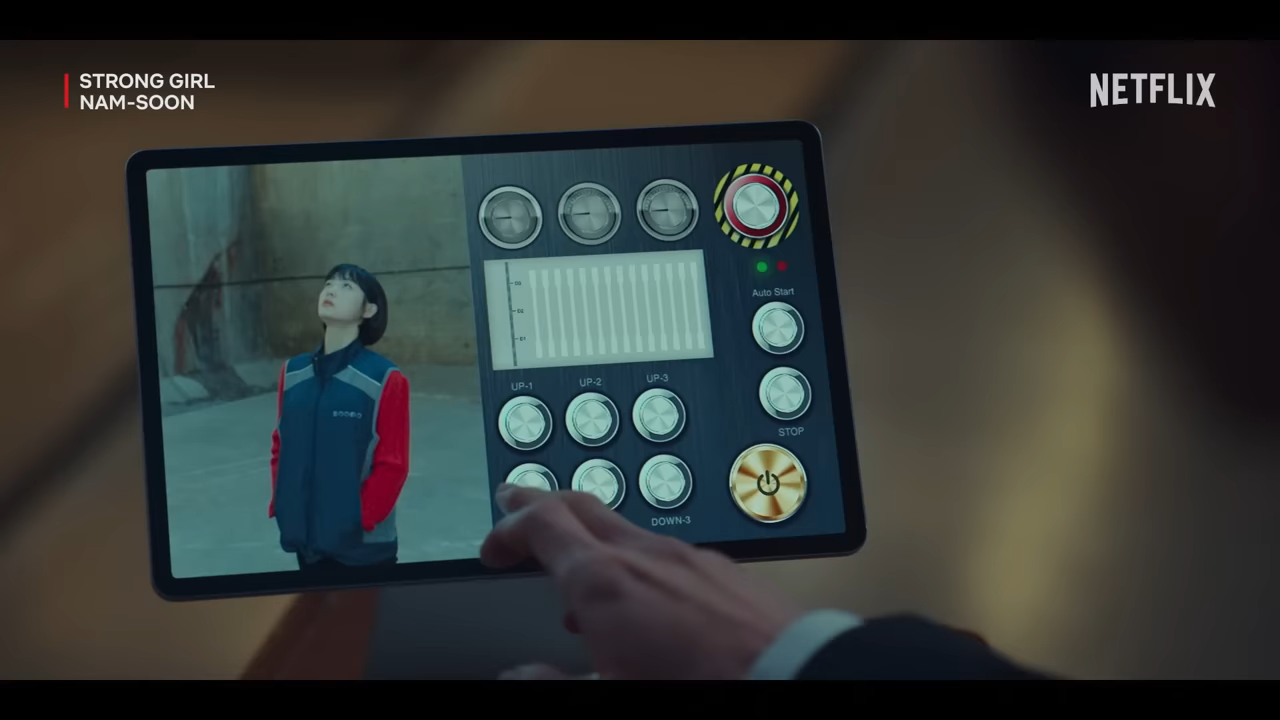 STRONG GIRL
NAM-SOON
NETFLIX
Auto Start
UP-1
UP-2
UP-3
STOP
DOWN-3